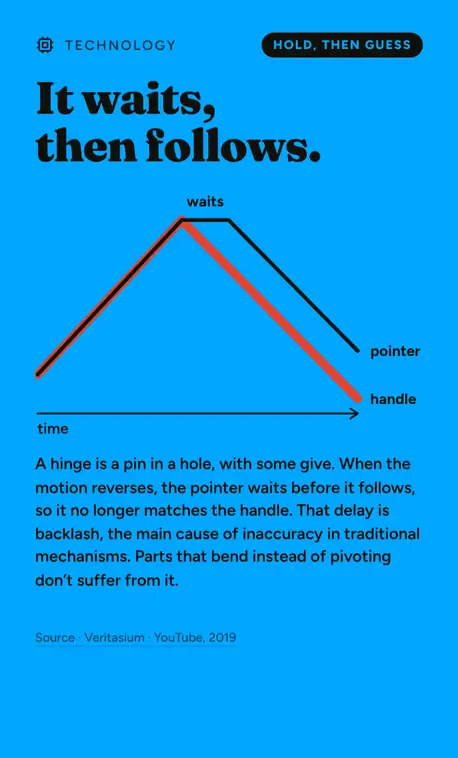 TECHNOLOGY
HOLD, THEN GUESS
It waits,
then follows.
waits
pointer
handle
time
A hinge is a pin in a hole, with some give. When the
motion reverses, the pointer waits before it follows,
so it no longer matches the handle. That delay is
backlash, the main cause of inaccuracy in traditional
mechanisms. Parts that bend instead of pivoting
don’t suffer from it.
Source · Veritasium · YouTube, 2019